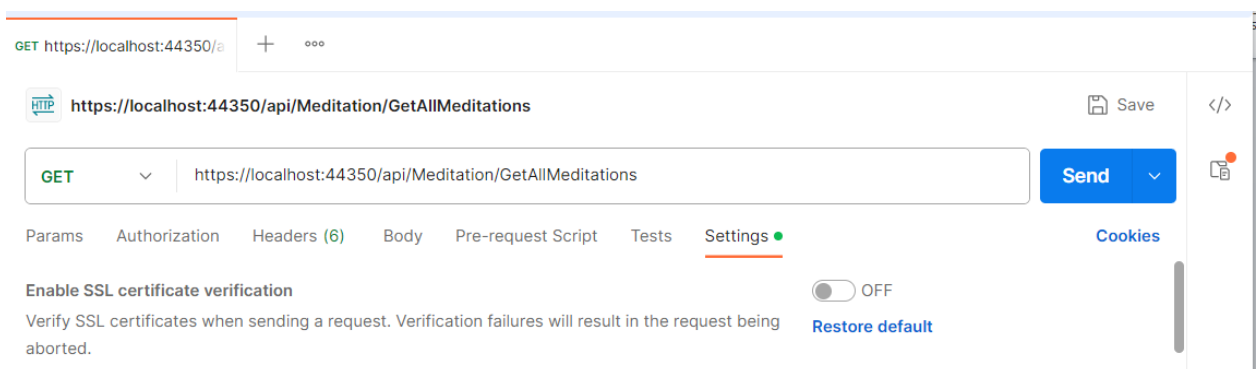 GET https://localhost:44350/a
HTTP https://localhost:44350/api/Meditation/GetAllMeditations Save </>
GET https://localhost:44350/api/Meditation/GetAllMeditations Send
Params Authorization Headers (6) Body Pre-request Script Tests Settings Cookies
Enable SSL certificate verification OFF
Verify SSL certificates when sending a request. Verification failures will result in the request being
aborted.
Restore default